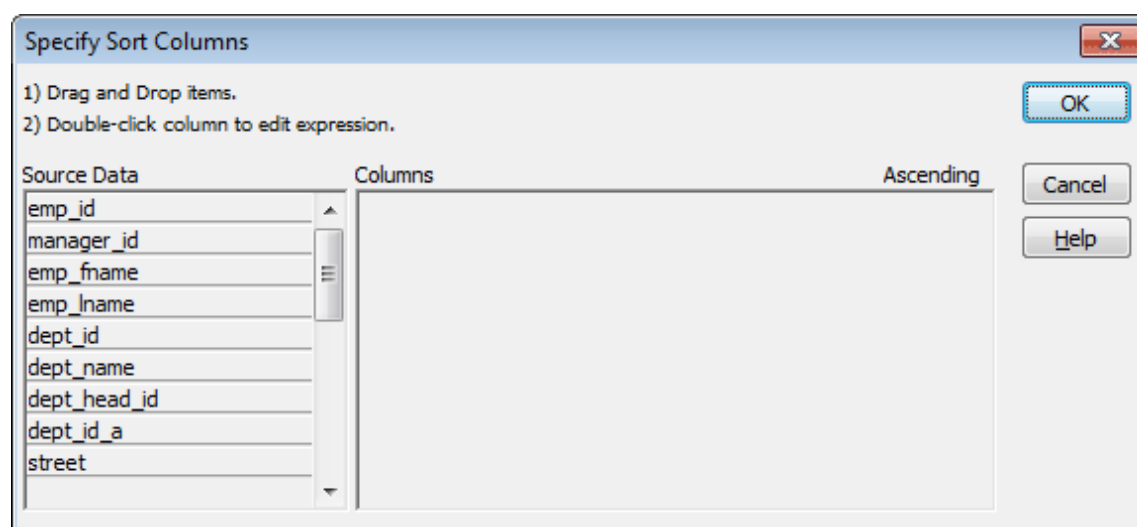 Specify Sort Columns
1) Drag and Drop items.
2) Double-click column to edit expression.
OK
Source Data Columns Ascending
Cancel
Help
emp_id
manager_id
emp_fname
emp_lname
dept_id
dept_name
dept_head_id
dept_id_a
street